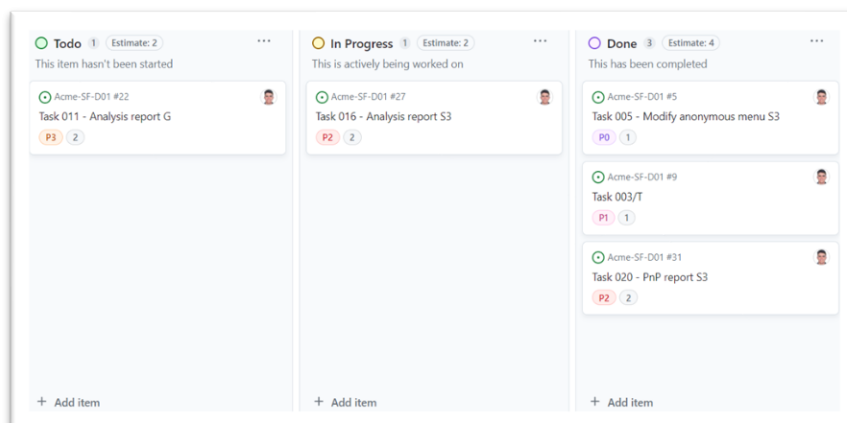 Todo 1 Estimate: 2 ...
This item hasn't been started
Acme-SF-D01 #22
Task 011 - Analysis report G
P3 2
+ Add item
In Progress 1 Estimate: 2 ...
This is actively being worked on
Acme-SF-D01 #27
Task 016 - Analysis report S3
P2 2
+ Add item
Done 3 Estimate: 4 ...
This has been completed
Acme-SF-D01 #5
Task 005 - Modify anonymous menu S3
P0 1
Acme-SF-D01 #9
Task 003/T
P1 1
Acme-SF-D01 #31
Task 020 - PnP report S3
P2 2
+ Add item